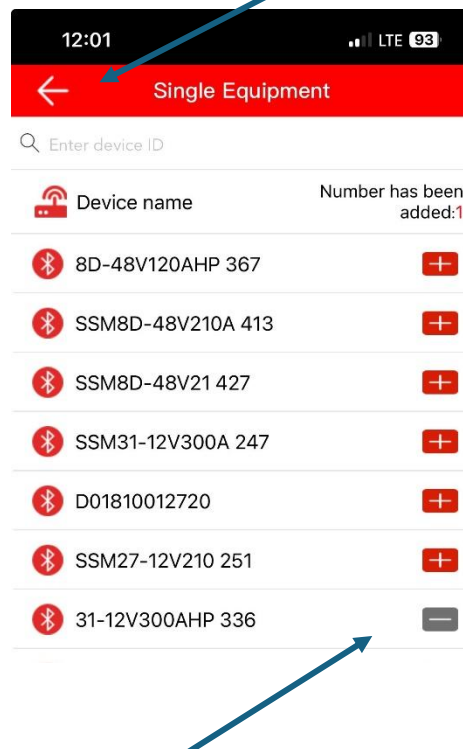 12:01
LTE 93
Single Equipment
Enter device ID
Device name
Number has been
added:1
8D-48V120AHP 367
SSM8D-48V210A 413
SSM8D-48V21 427
SSM31-12V300A 247
D01810012720
SSM27-12V210 251
31-12V300AHP 336